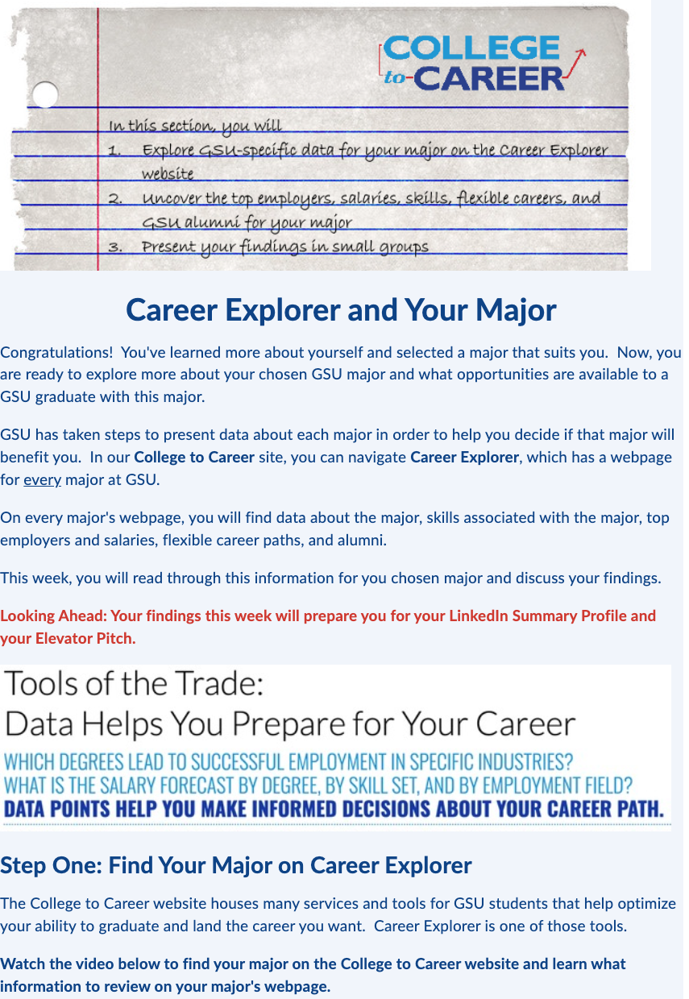 COLLEGE
to-CAREER
In this section, you will
1. Explore GSU-specific data for your major on the Career Explorer
website
2. Uncover the top employers, salaries, skills, flexible careers, and
GSU alumni for your major
3. Present your findings in small groups
Career Explorer and Your Major
Congratulations!  You've learned more about yourself and selected a major that suits you.  Now, you
are ready to explore more about your chosen GSU major and what opportunities are available to a
GSU graduate with this major.
GSU has taken steps to present data about each major in order to help you decide if that major will
benefit you.  In our College to Career site, you can navigate Career Explorer, which has a webpage
for every major at GSU.
On every major's webpage, you will find data about the major, skills associated with the major, top
employers and salaries, flexible career paths, and alumni.
This week, you will read through this information for you chosen major and discuss your findings.
Looking Ahead: Your findings this week will prepare you for your LinkedIn Summary Profile and
your Elevator Pitch.
Tools of the Trade:
Data Helps You Prepare for Your Career
WHICH DEGREES LEAD TO SUCCESSFUL EMPLOYMENT IN SPECIFIC INDUSTRIES?
WHAT IS THE SALARY FORECAST BY DEGREE, BY SKILL SET, AND BY EMPLOYMENT FIELD?
DATA POINTS HELP YOU MAKE INFORMED DECISIONS ABOUT YOUR CAREER PATH.
Step One: Find Your Major on Career Explorer
The College to Career website houses many services and tools for GSU students that help optimize
your ability to graduate and land the career you want.  Career Explorer is one of those tools.
Watch the video below to find your major on the College to Career website and learn what
information to review on your major's webpage.